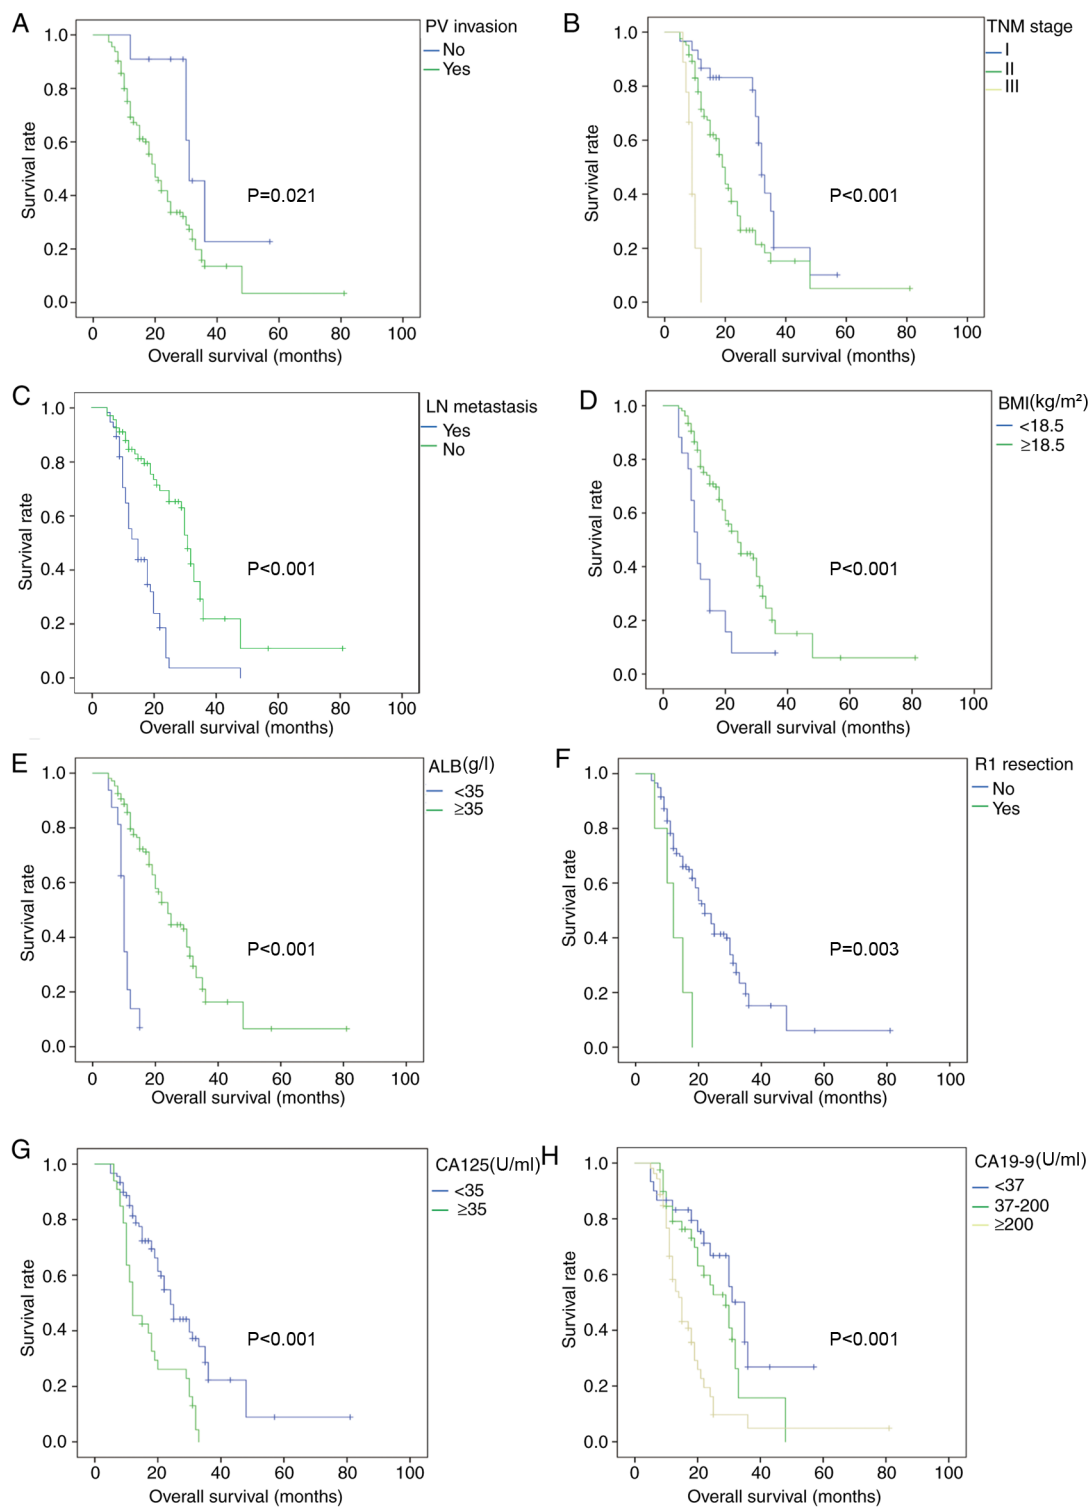 A
PV invasion
No
Yes
1.0
0.8
0.6
0.4
0.2
0.0
Survival rate
P=0.021
0 20 40 60 80 100
Overall survival (months)
B
TNM stage
I
II
III
1.0
0.8
0.6
0.4
0.2
0.0
Survival rate
P<0.001
0 20 40 60 80 100
Overall survival (months)
C
LN metastasis
Yes
No
1.0
0.8
0.6
0.4
0.2
0.0
Survival rate
P<0.001
0 20 40 60 80 100
Overall survival (months)
D
BMI(kg/m²)
<18.5
≥18.5
1.0
0.8
0.6
0.4
0.2
0.0
Survival rate
P<0.001
0 20 40 60 80 100
Overall survival (months)
E
ALB(g/l)
<35
≥35
1.0
0.8
0.6
0.4
0.2
0.0
Survival rate
P<0.001
0 20 40 60 80 100
Overall survival (months)
F
R1 resection
No
Yes
1.0
0.8
0.6
0.4
0.2
0.0
Survival rate
P=0.003
0 20 40 60 80 100
Overall survival (months)
G
CA125(U/ml)
<35
≥35
1.0
0.8
0.6
0.4
0.2
0.0
Survival rate
P<0.001
0 20 40 60 80 100
Overall survival (months)
H
CA19-9(U/ml)
<37
37-200
≥200
1.0
0.8
0.6
0.4
0.2
0.0
Survival rate
P<0.001
0 20 40 60 80 100
Overall survival (months)